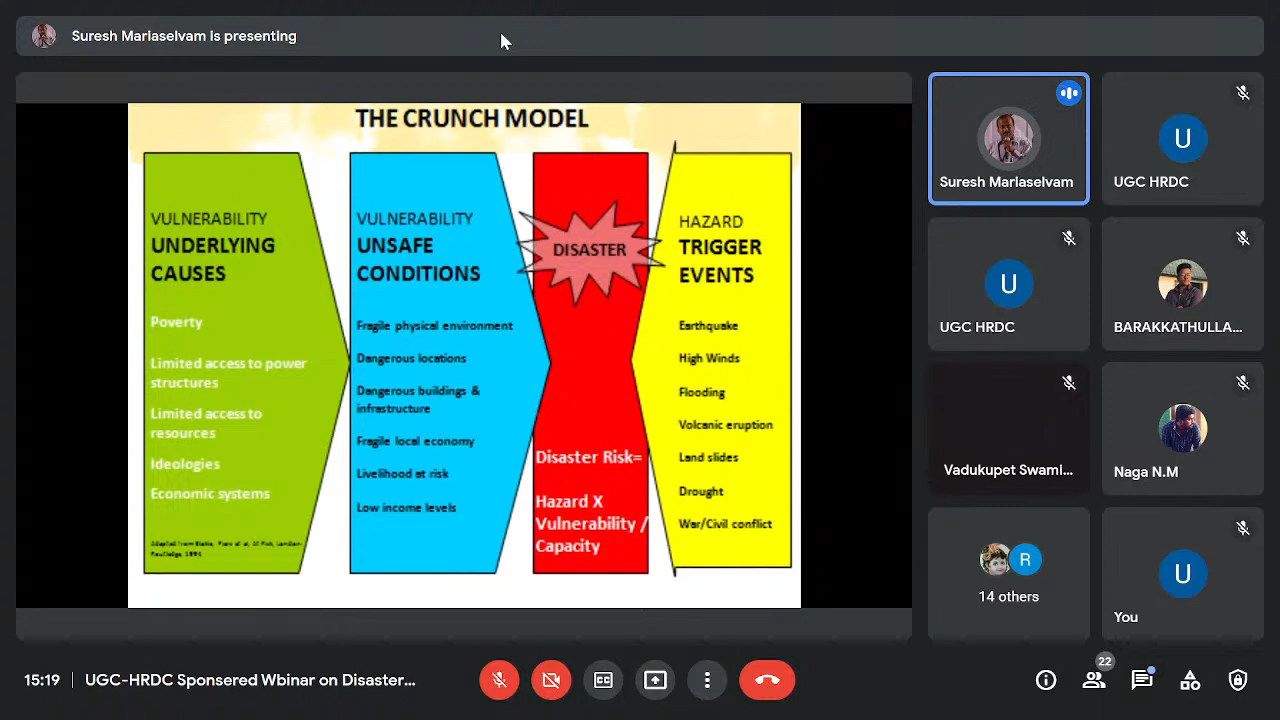 Suresh Mariaselvam is presenting
THE CRUNCH MODEL
VULNERABILITY
UNDERLYING
CAUSES
Poverty
Limited access to power
structures
Limited access to
resources
Ideologies
Economic systems
VULNERABILITY
UNSAFE
CONDITIONS
Fragile physical environment
Dangerous locations
Dangerous buildings &
infrastructure
Fragile local economy
Livelihood at risk
Low income levels
DISASTER
Disaster Risk=
Hazard X
Vulnerability /
Capacity
HAZARD
TRIGGER
EVENTS
Earthquake
High Winds
Flooding
Volcanic eruption
Land slides
Drought
War/Civil conflict
Suresh Mariaselvam
U
UGC HRDC
U
UGC HRDC
BARAKKATHULLA...
Vadukupet Swami...
Naga N.M
R
14 others
U
You
15:19
UGC-HRDC Sponsered Wbinar on Disaster...
CC
22